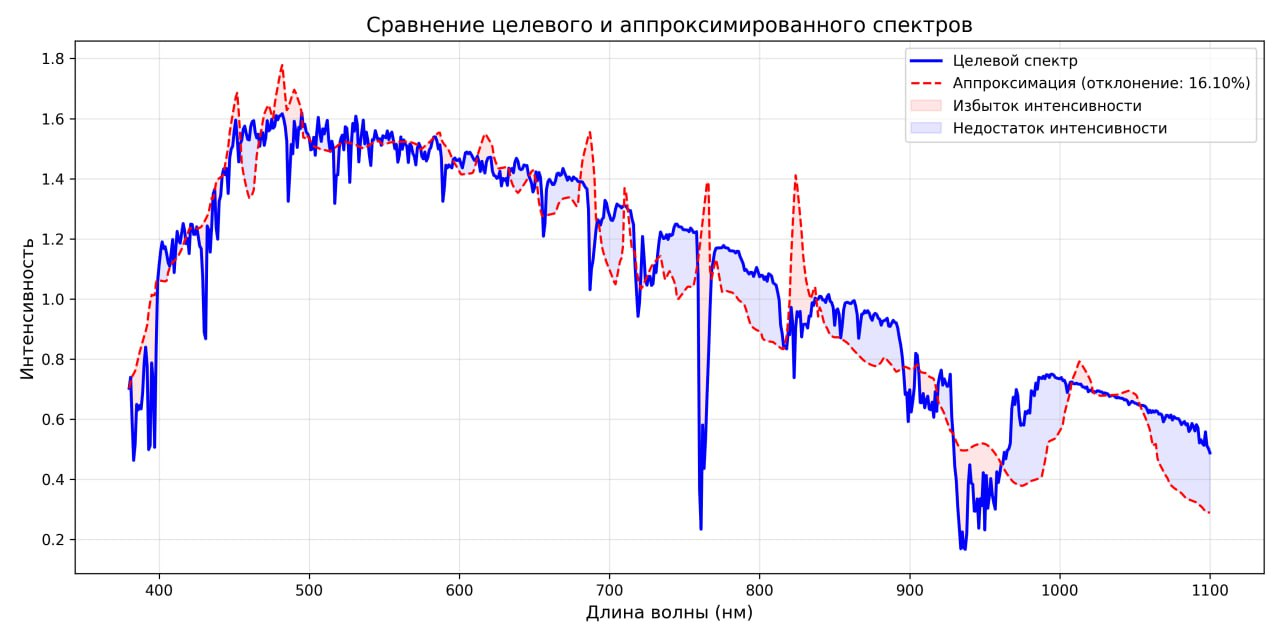 Сравнение целевого и аппроксимированного спектров
Целевой спектр
Аппроксимация (отклонение: 16.10%)
Избыток интенсивности
Недостаток интенсивности
Интенсивность
1.8
1.6
1.4
1.2
1.0
0.8
0.6
0.4
0.2
400 500 600 700 800 900 1000 1100
Длина волны (нм)